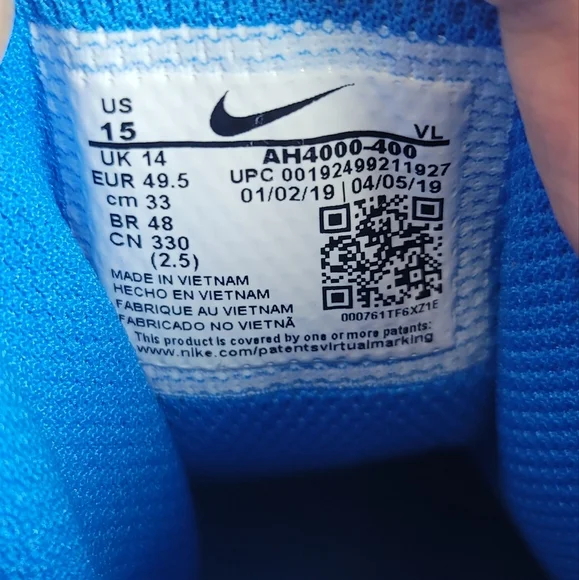 US
15
VL
UK 14
AH4000-400
EUR 49.5
UPC 00192499211927
cm 33
01/02/19 | 04/05/19
BR 48
CN 330
(2.5)
MADE IN VIETNAM
HECHO EN VIETNAM
FABRIQUE AU VIETNAM
FABRICADO NO VIETNÃ
000761TF6XZ1E
This product is covered by one or more patents:
www.nike.com/patentsvirtualmarking